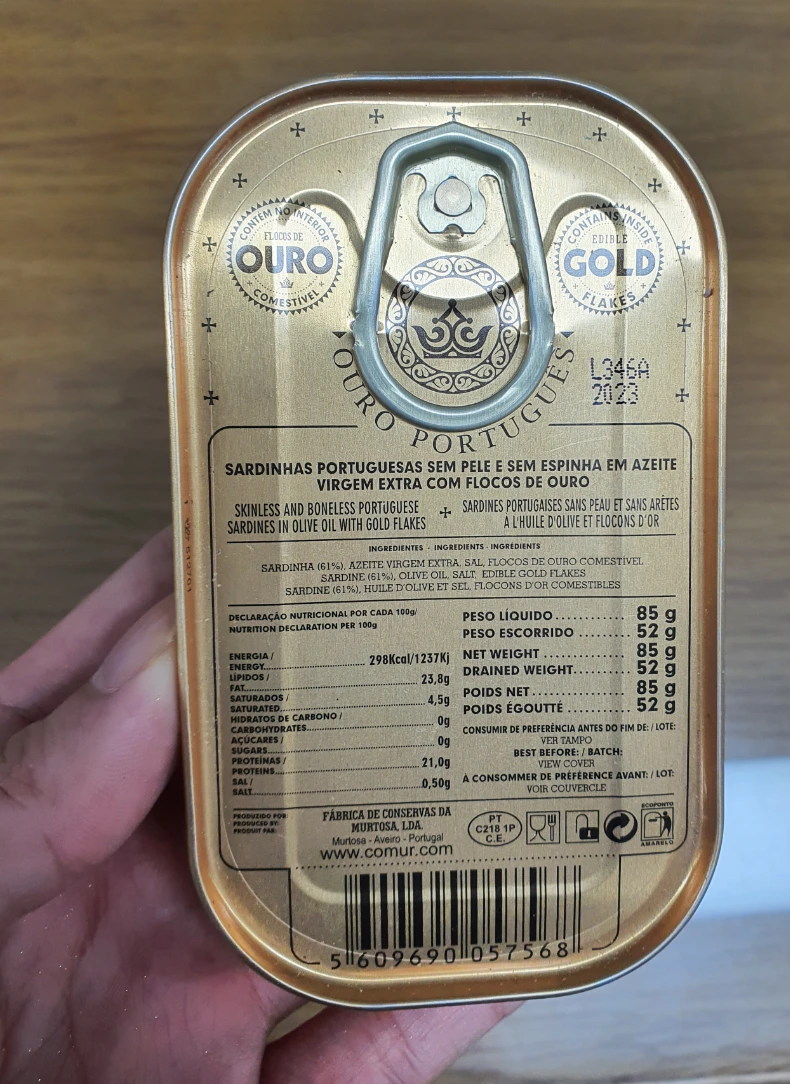 CONTÉM NO INTERIOR
FLOCOS DE
OURO
COMESTÍVEL
CONTAINS INSIDE
EDIBLE
GOLD
FLAKES
OURO PORTUGUÊS
L346A
2023
SARDINHAS PORTUGUESAS SEM PELE E SEM ESPINHA EM AZEITE
VIRGEM EXTRA COM FLOCOS DE OURO
SKINLESS AND BONELESS PORTUGUESE
SARDINES IN OLIVE OIL WITH GOLD FLAKES
SARDINES PORTUGAISES SANS PEAU ET SANS ARÊTES
À L'HUILE D'OLIVE ET FLOCONS D'OR
INGREDIENTES - INGREDIENTS - INGRÉDIENTS
SARDINHA (61%), AZEITE VIRGEM EXTRA, SAL, FLOCOS DE OURO COMESTÍVEL
SARDINE (61%), OLIVE OIL, SALT, EDIBLE GOLD FLAKES
SARDINE (61%), HUILE D'OLIVE ET SEL, FLOCONS D'OR COMESTIBLES
DECLARAÇÃO NUTRICIONAL POR CADA 100g/
NUTRITION DECLARATION PER 100g
ENERGIA /
ENERGY.................. 298Kcal/1237Kj
LÍPIDOS /
FAT.................. 23,8g
SATURADOS /
SATURATED.................. 4,5g
HIDRATOS DE CARBONO /
CARBOHYDRATES.................. 0g
AÇÚCARES /
SUGARS.................. 0g
PROTEÍNAS /
PROTEINS.................. 21,0g
SAL /
SALT.................. 0,50g
PESO LÍQUIDO.............. 85 g
PESO ESCORRIDO .......... 52 g
NET WEIGHT ................ 85 g
DRAINED WEIGHT........... 52 g
POIDS NET.................. 85 g
POIDS ÉGOUTTÉ ........... 52 g
CONSUMIR DE PREFERÊNCIA ANTES DO FIM DE: / LOTE:
VER TAMPO
BEST BEFORE: / BATCH:
VIEW COVER
À CONSOMMER DE PRÉFÉRENCE AVANT: / LOT:
VOIR COUVERCLE
PRODUZIDO POR:
PRODUCED BY:
PRODUIT PAR:
FÁBRICA DE CONSERVAS DA
MURTOSA, LDA.
Murtosa - Aveiro - Portugal
www.comur.com
PT
C218 1P
C.E.
ECOPONTO
AMARELO
5 609690 057568